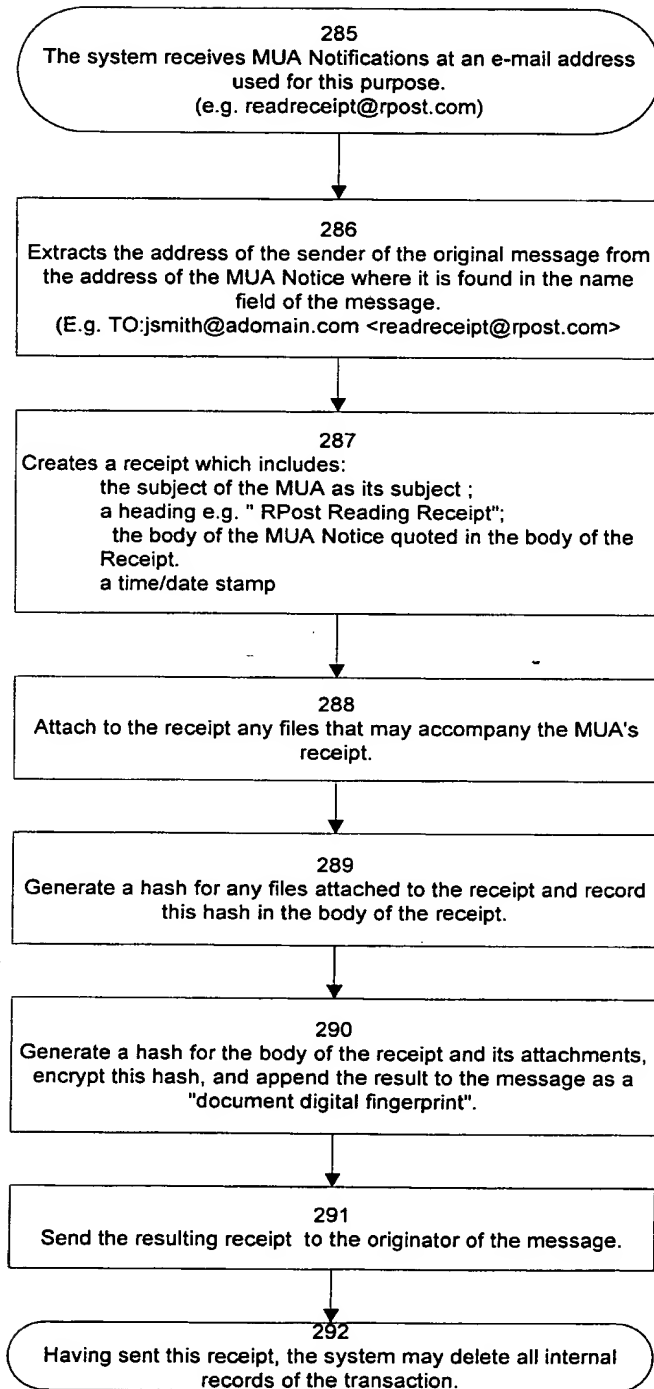 285
The system receives MUA Notifications at an e-mail address
used for this purpose.
(e.g. readreceipt@rpost.com)
286
Extracts the address of the sender of the original message from
the address of the MUA Notice where it is found in the name
field of the message.
(E.g. TO:jsmith@adomain.com <readreceipt@rpost.com>
287
Creates a receipt which includes:
the subject of the MUA as its subject ;
a heading e.g. " RPost Reading Receipt";
the body of the MUA Notice quoted in the body of the
Receipt.
a time/date stamp
288
Attach to the receipt any files that may accompany the MUA's
receipt.
289
Generate a hash for any files attached to the receipt and record
this hash in the body of the receipt.
290
Generate a hash for the body of the receipt and its attachments,
encrypt this hash, and append the result to the message as a
"document digital fingerprint".
291
Send the resulting receipt to the originator of the message.
292
Having sent this receipt, the system may delete all internal
records of the transaction.